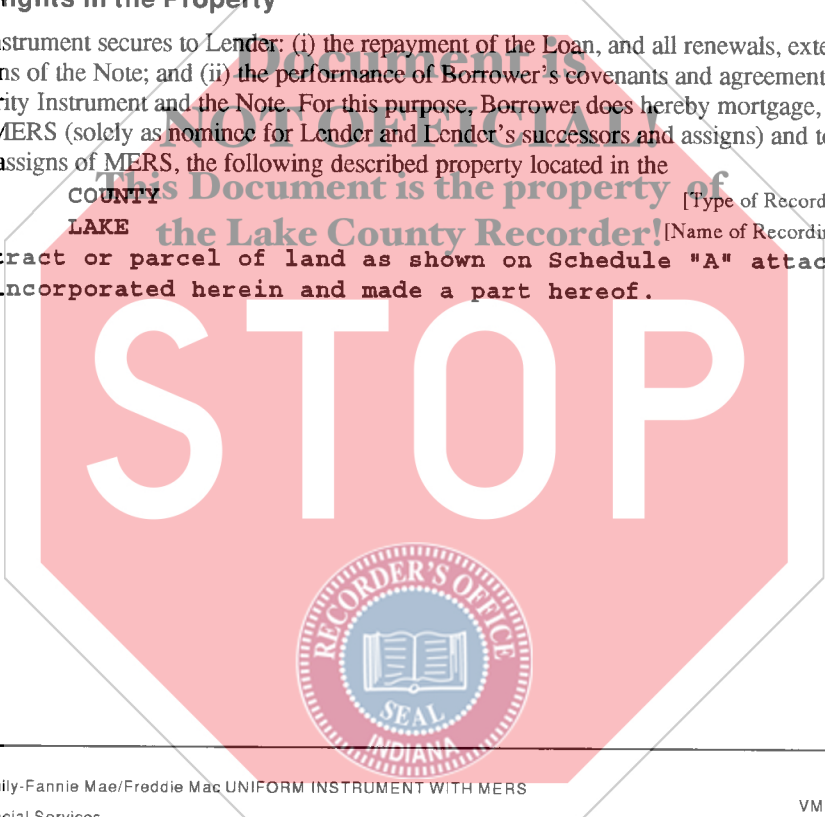 ights in the Property
Document is
nstrument secures to Lender: (i) the repayment of the Loan, and all renewals, exte
ns of the Note; and (ii) the performance of Borrower's covenants and agreement
rity Instrument and the Note. For this purpose, Borrower does hereby mortgage,
NOT OFFICIAL!
MERS (solely as nominee for Lender and Lender's successors and assigns) and to
assigns of MERS, the following described property located in the
This Document is the property of
COUNTY [Type of Record
the Lake County Recorder!
LAKE [Name of Recordin
tract or parcel of land as shown on Schedule "A" attac
ncorporated herein and made a part hereof.
STOP
RECORDER'S OFFICE
SEAL
INDIANA
ily-Fannie Mae/Freddie Mac UNIFORM INSTRUMENT WITH MERS
VM
cial Services